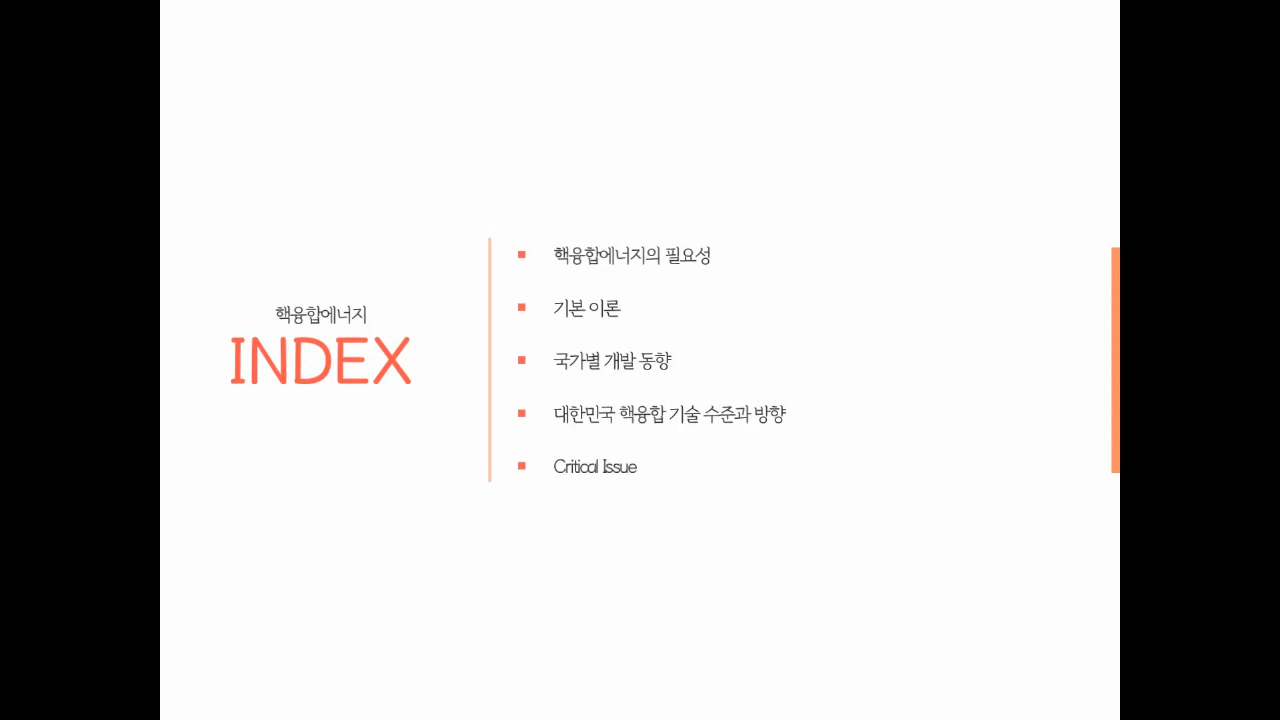 핵융합에너지
INDEX
핵융합에너지의 필요성
기본 이론
국가별 개발 동향
대한민국 핵융합 기술 수준과 방향
Critical Issue